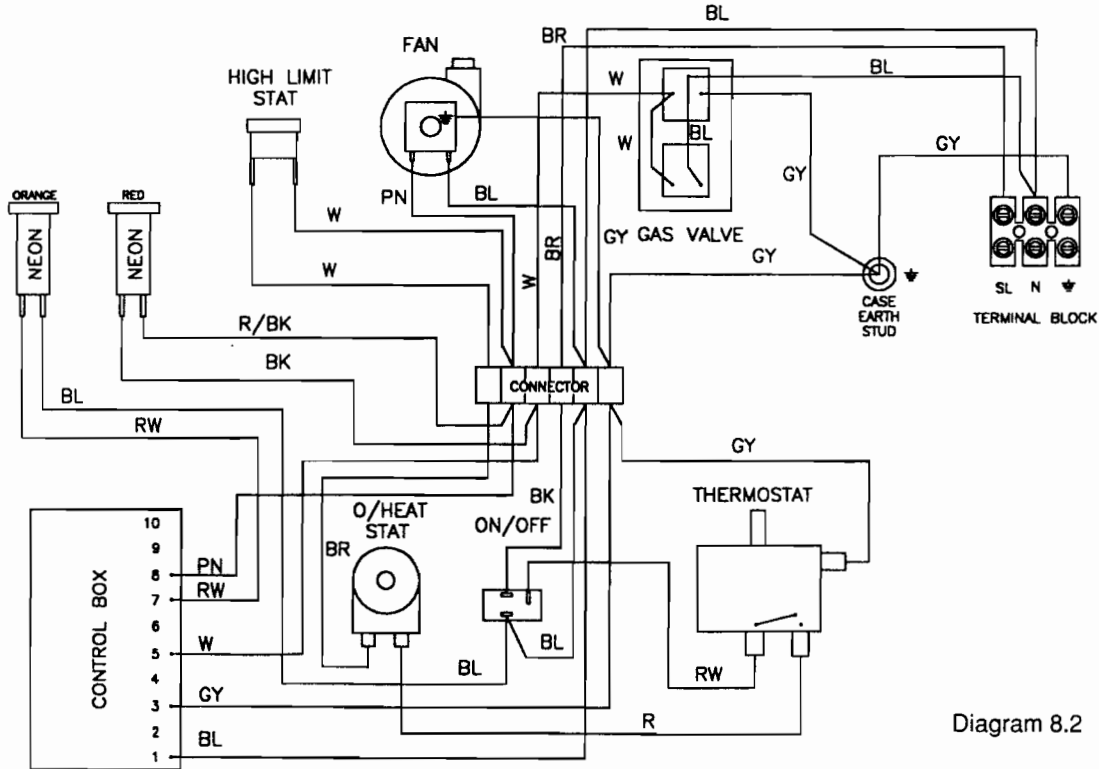 BL
BR
FAN
HIGH LIMIT
STAT
W
BL
W
BL
GY
PN
BL
GY
ORANGE
RED
NEON
NEON
W
BR
GY
GAS VALVE
GY
W
W
CASE
EARTH
STUD
SL N
TERMINAL BLOCK
R/BK
BK
CONNECTOR
BL
RW
GY
BK
THERMOSTAT
O/HEAT
STAT
ON/OFF
BR
CONTROL BOX
10
9
8 PN
7 RW
6
5 W
4
3 GY
2
1 BL
BL
BL
RW
R
Diagram 8.2